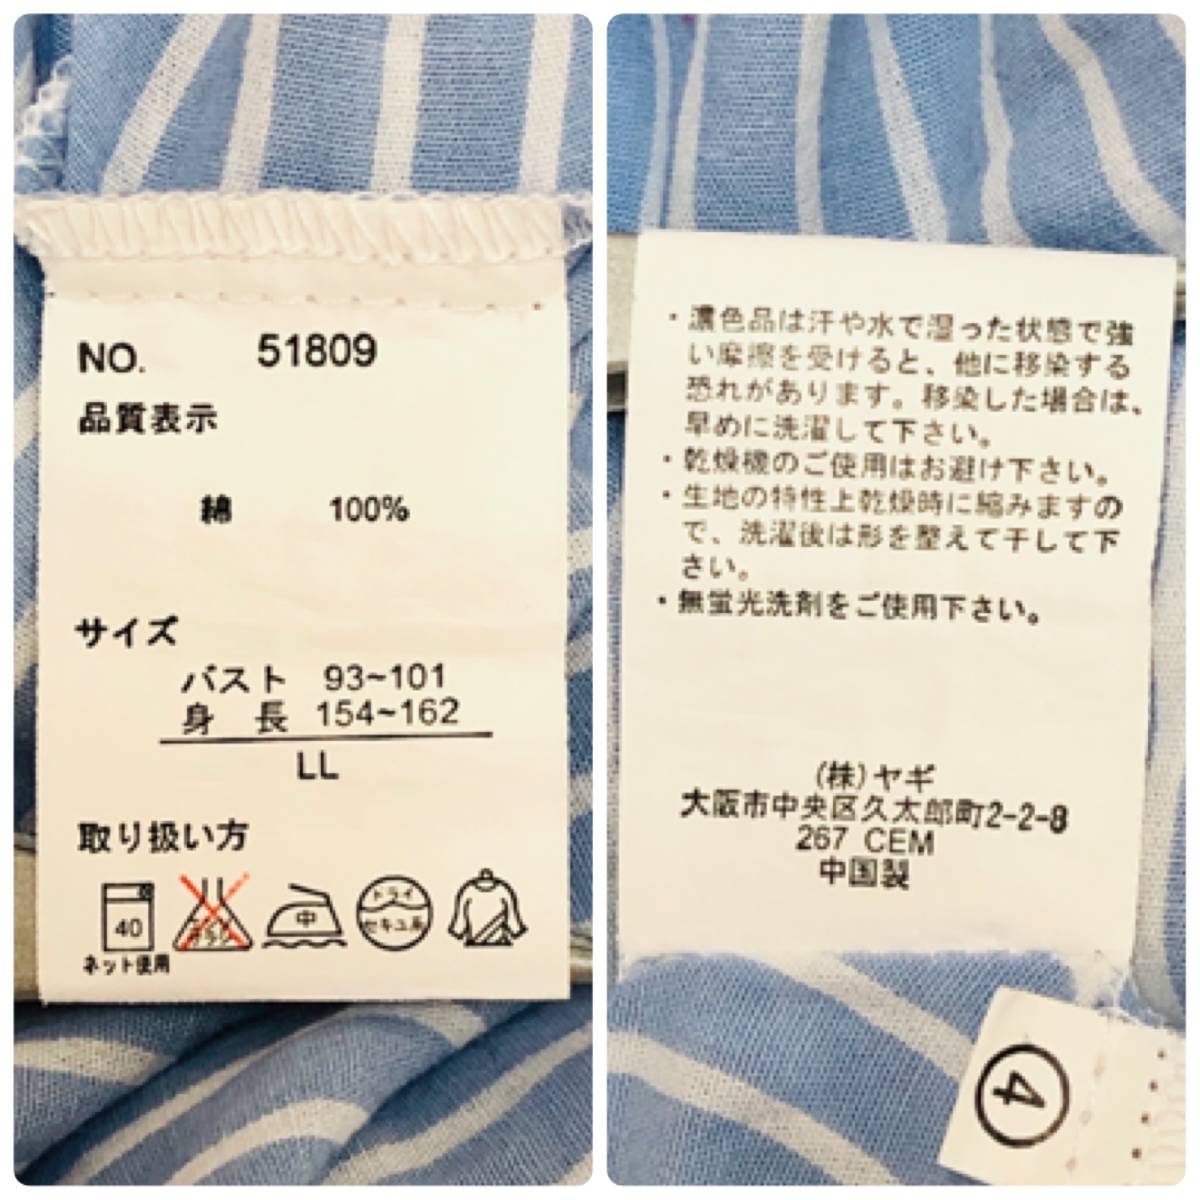 NO. 51809
品質表示
綿 100%
サイズ
バスト 93~101
身 長 154~162
LL
取り扱い方
40
エンソサラシ
中
ドライ
セキユ系
ネット使用
・濃色品は汗や水で湿った状態で強
い摩擦を受けると、他に移染する
恐れがあります。移染した場合は、
早めに洗濯して下さい。
・乾燥機のご使用はお避け下さい。
・生地の特性上乾燥時に縮みますの
で、洗濯後は形を整えて干して下
さい。
・無蛍光洗剤をご使用下さい。
(株)ヤギ
大阪市中央区久太郎町2-2-8
267 CEM
中国製
4